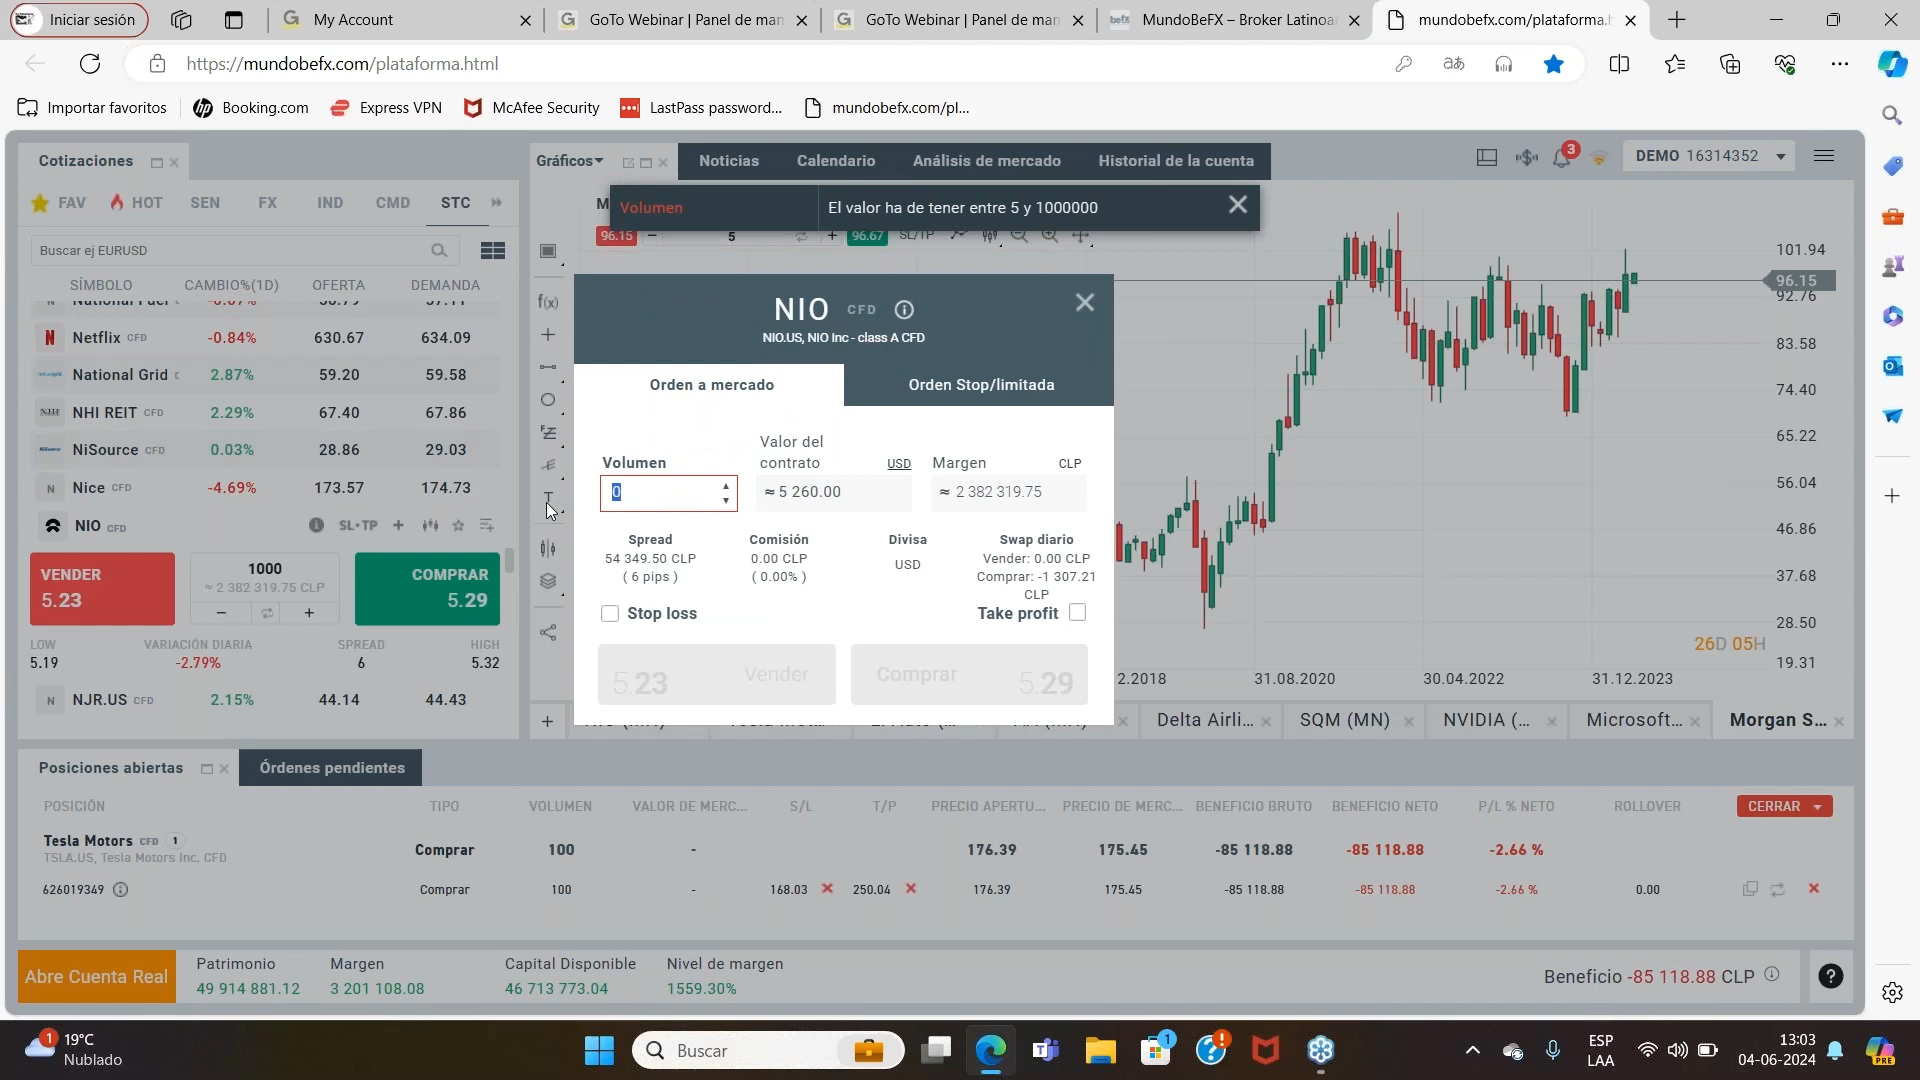 Iniciar sesión
My Account
GoTo Webinar | Panel de man
GoTo Webinar | Panel de man
MundoBeFX – Broker Latinoa
mundobefx.com/plataforma.h
https://mundobefx.com/plataforma.html
Importar favoritos
Booking.com
Express VPN
McAfee Security
LastPass password...
mundobefx.com/pl...
Cotizaciones
Gráficos
Noticias
Calendario
Análisis de mercado
Historial de la cuenta
3
DEMO 16314352
FAV
HOT
SEN
FX
IND
CMD
STC
Volumen
El valor ha de tener entre 5 y 1000000
96.15
5
96.67
SL/TP
Buscar ej EURUSD
SÍMBOLO
CAMBIO%(1D)
OFERTA
DEMANDA
Netflix CFD
-0.84%
630.67
634.09
National Grid
2.87%
59.20
59.58
NHI REIT CFD
2.29%
67.40
67.86
NiSource CFD
0.03%
28.86
29.03
Nice CFD
-4.69%
173.57
174.73
NIO CFD
SL+TP
VENDER
5.23
1000
≈ 2 382 319.75 CLP
COMPRAR
5.29
LOW
VARIACIÓN DIARIA
SPREAD
HIGH
5.19
-2.79%
6
5.32
NJR.US CFD
2.15%
44.14
44.43
f(x)
NIO CFD
NIO.US, NIO Inc - class A CFD
Orden a mercado
Orden Stop/limitada
Volumen
Valor del contrato
USD
Margen
CLP
0
≈ 5 260.00
≈ 2 382 319.75
Spread
Comisión
Divisa
Swap diario
54 349.50 CLP
( 6 pips )
0.00 CLP
( 0.00% )
USD
Vender: 0.00 CLP
Comprar: -1 307.21
CLP
Stop loss
Take profit
5.23
Vender
Comprar
5.29
101.94
96.15
92.76
83.58
74.40
65.22
56.04
46.86
37.68
28.50
19.31
26D 05H
2.2018
31.08.2020
30.04.2022
31.12.2023
Delta Airli...
SQM (MN)
NVIDIA (...
Microsoft...
Morgan S...
Posiciones abiertas
Órdenes pendientes
POSICIÓN
TIPO
VOLUMEN
VALOR DE MERC...
S/L
T/P
PRECIO APERTU...
PRECIO DE MERC...
BENEFICIO BRUTO
BENEFICIO NETO
P/L % NETO
ROLLOVER
CERRAR
Tesla Motors CFD 1
TSLA.US, Tesla Motors Inc. CFD
Comprar
100
-
176.39
175.45
-85 118.88
-85 118.88
-2.66 %
626019349
Comprar
100
-
168.03
250.04
176.39
175.45
-85 118.88
-85 118.88
-2.66 %
0.00
Abre Cuenta Real
Patrimonio
49 914 881.12
Margen
3 201 108.08
Capital Disponible
46 713 773.04
Nivel de margen
1559.30%
Beneficio -85 118.88 CLP
1
19°C
Nublado
Buscar
1
ESP
LAA
13:03
04-06-2024
PRE